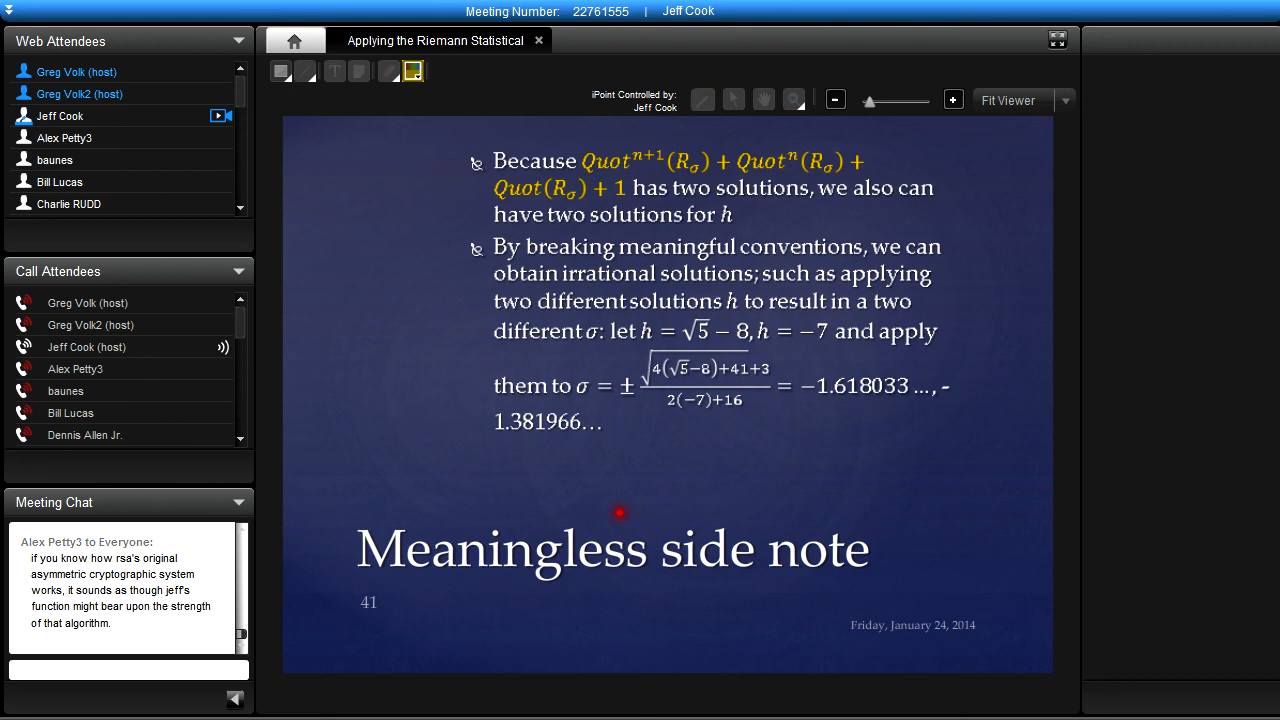 Meeting Number: 22761555 | Jeff Cook
Web Attendees
Greg Volk (host)
Greg Volk2 (host)
Jeff Cook
Alex Petty3
baunes
Bill Lucas
Charlie RUDD
Call Attendees
Greg Volk (host)
Greg Volk2 (host)
Jeff Cook (host)
Alex Petty3
baunes
Bill Lucas
Dennis Allen Jr.
Meeting Chat
Alex Petty3 to Everyone:
if you know how rsa's original
asymmetric cryptographic system
works, it sounds as though jeff's
function might bear upon the strength
of that algorithm.
Applying the Riemann Statistical
iPoint Controlled by:
Jeff Cook
Fit Viewer
Because Quotⁿ⁺¹(R_σ) + Quotⁿ(R_σ) +
Quot(R_σ) + 1 has two solutions, we also can
have two solutions for h
By breaking meaningful conventions, we can
obtain irrational solutions; such as applying
two different solutions h to result in a two
different σ: let h = √5 − 8, h = −7 and apply
them to σ = ± √(4(√5−8)+41)+3 / 2(−7)+16 = −1.618033 …, -
1.381966…
Meaningless side note
41
Friday, January 24, 2014